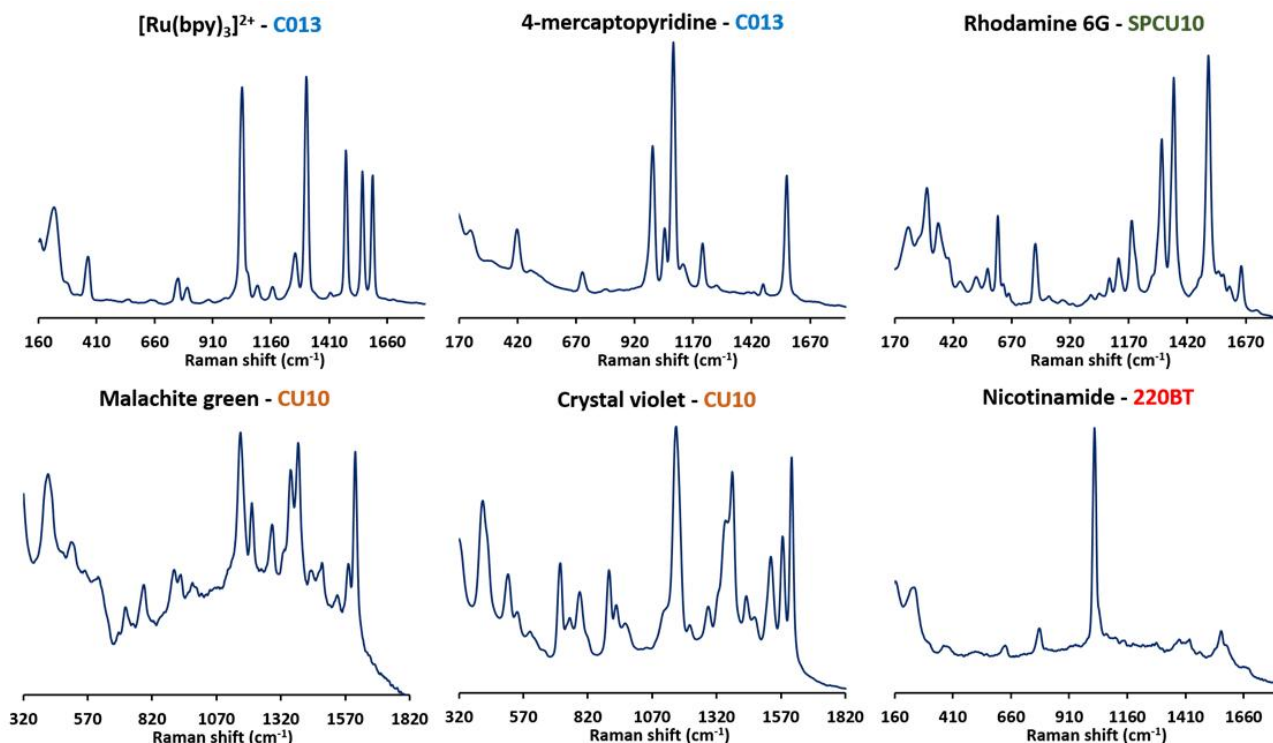 [Ru(bpy)₃]²⁺ - C013
160 410 660 910 1160 1410 1660
Raman shift (cm⁻¹)
4-mercaptopyridine - C013
170 420 670 920 1170 1420 1670
Raman shift (cm⁻¹)
Rhodamine 6G - SPCU10
170 420 670 920 1170 1420 1670
Raman shift (cm⁻¹)
Malachite green - CU10
320 570 820 1070 1320 1570 1820
Raman shift (cm⁻¹)
Crystal violet - CU10
320 570 820 1070 1320 1570 1820
Raman shift (cm⁻¹)
Nicotinamide - 220BT
160 410 660 910 1160 1410 1660
Raman shift (cm⁻¹)